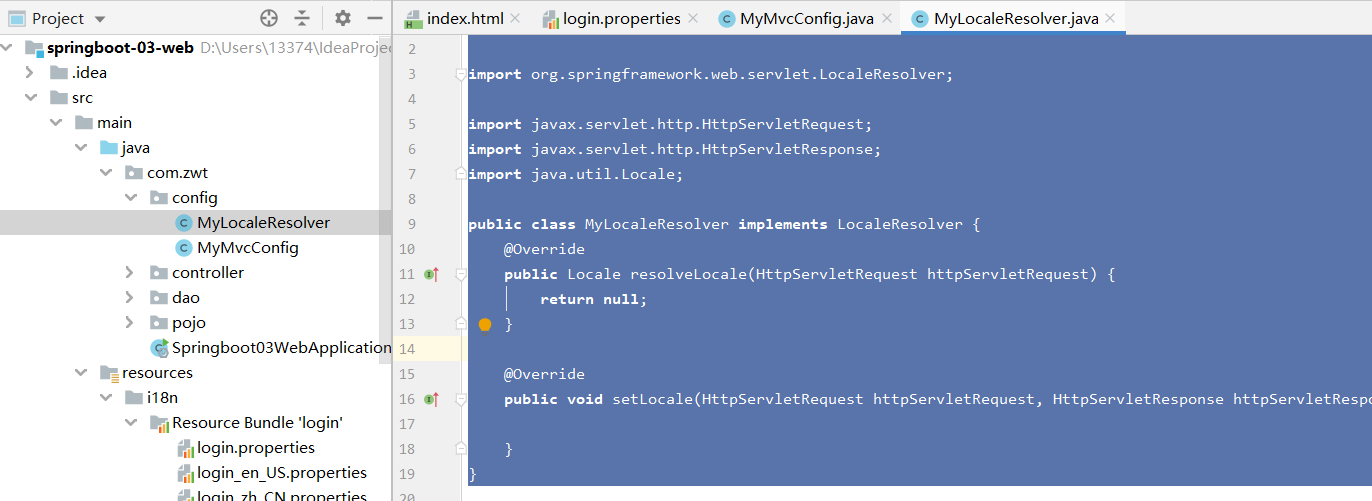 Project
springboot-03-web D:\Users\13374\IdeaProjec
.idea
src
main
java
com.zwt
config
MyLocaleResolver
MyMvcConfig
controller
dao
pojo
Springboot03WebApplication
resources
i18n
Resource Bundle 'login'
login.properties
login_en_US.properties
login_zh_CN.properties
index.html
login.properties
MyMvcConfig.java
MyLocaleResolver.java
2
3 import org.springframework.web.servlet.LocaleResolver;
4
5 import javax.servlet.http.HttpServletRequest;
6 import javax.servlet.http.HttpServletResponse;
7 import java.util.Locale;
8
9 public class MyLocaleResolver implements LocaleResolver {
10 @Override
11 public Locale resolveLocale(HttpServletRequest httpServletRequest) {
12 return null;
13 }
14
15 @Override
16 public void setLocale(HttpServletRequest httpServletRequest, HttpServletResponse httpServletRespo
17
18 }
19 }
20